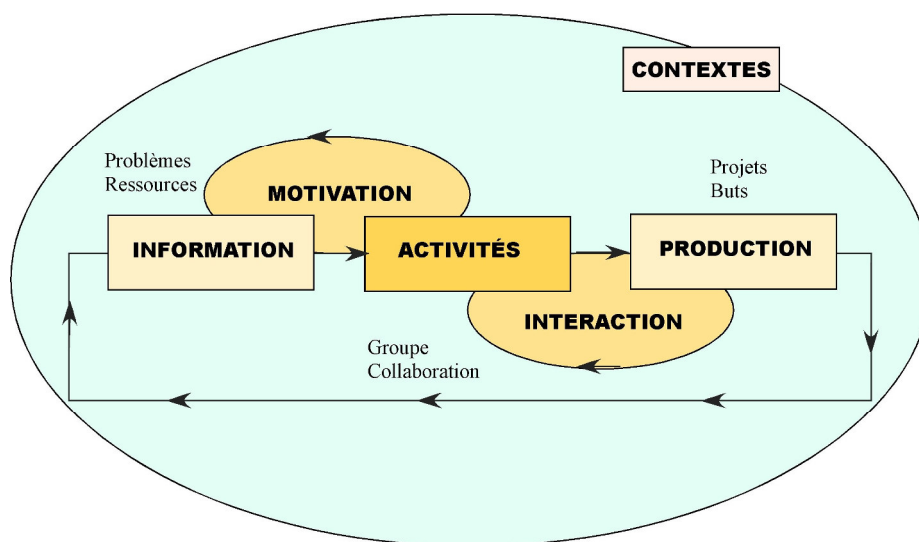 CONTEXTES
Problèmes
Ressources
MOTIVATION
Projets
Buts
INFORMATION
ACTIVITÉS
PRODUCTION
INTERACTION
Groupe
Collaboration